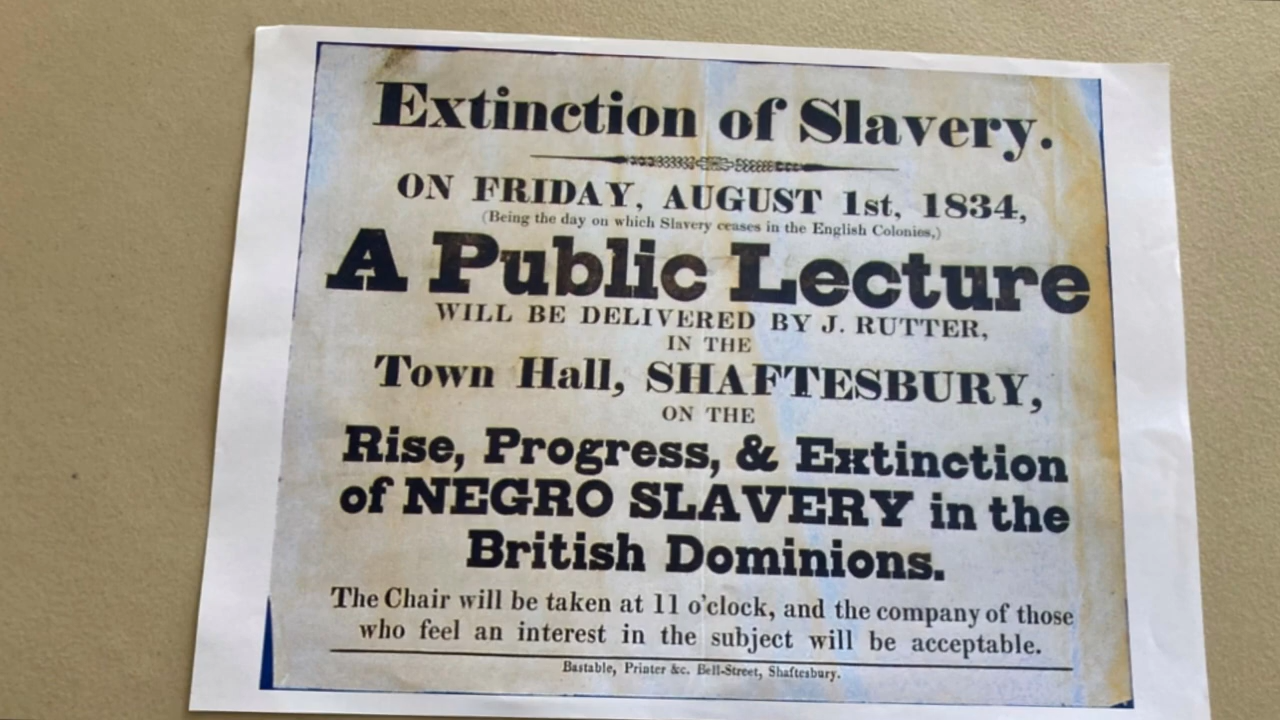 Extinction of Slavery.
ON FRIDAY, AUGUST 1st, 1834,
(Being the day on which Slavery ceases in the English Colonies,)
A Public Lecture
WILL BE DELIVERED BY J. RUTTER,
IN THE
Town Hall, SHAFTESBURY,
ON THE
Rise, Progress, & Extinction
of NEGRO SLAVERY in the
British Dominions.
The Chair will be taken at 11 o'clock, and the company of those
who feel an interest in the subject will be acceptable.
Bastable, Printer &c. Bell-Street, Shaftesbury.